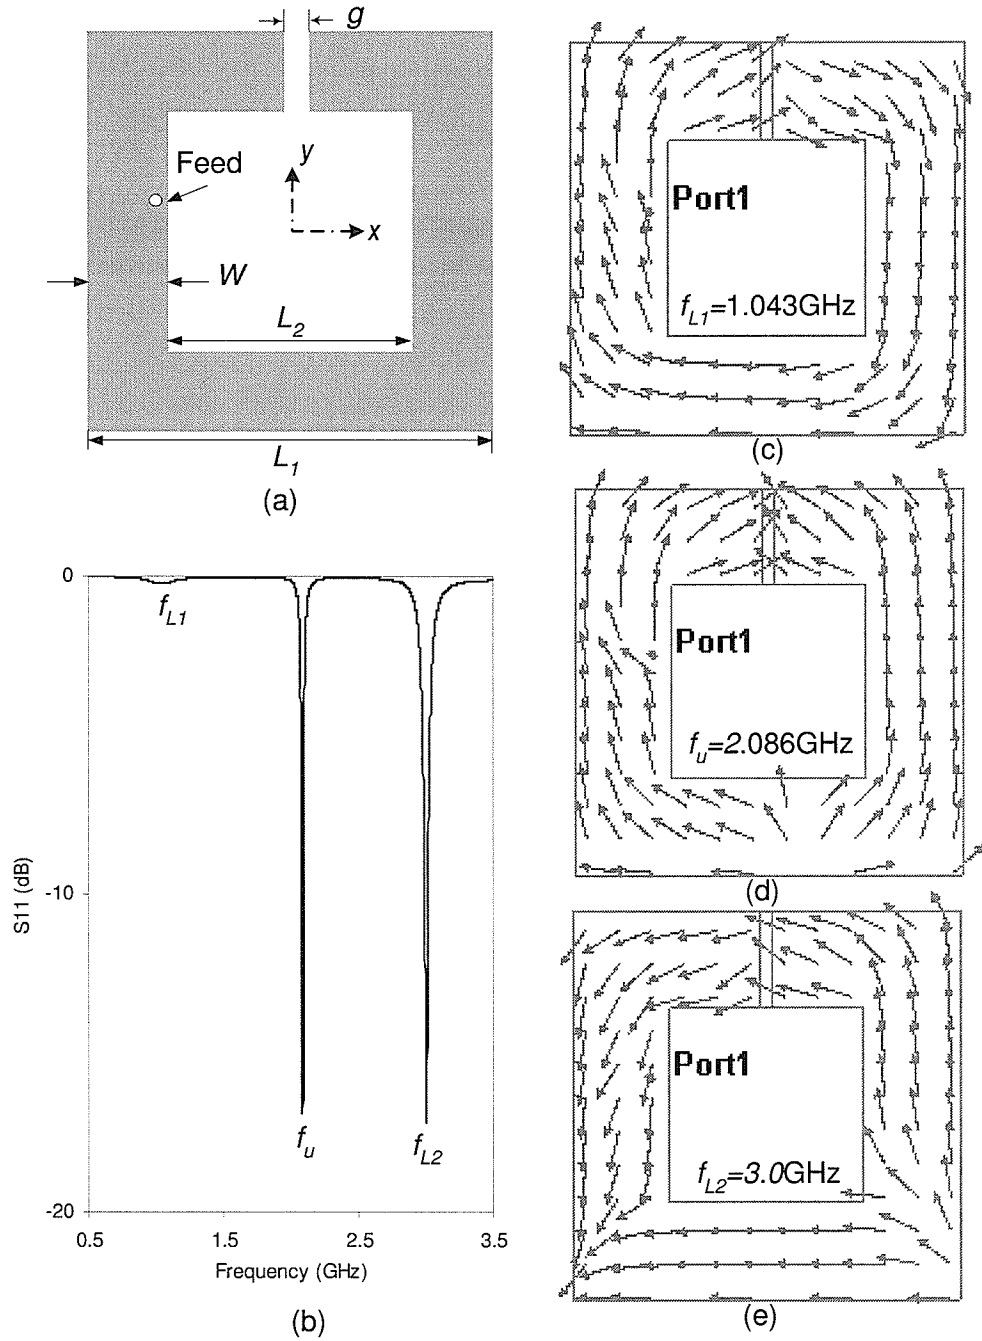 g
y
Feed
x
W
L2
L1
(a)
Port1
fL1=1.043GHz
(c)
Port1
fu=2.086GHz
(d)
0
fL1
S11 (dB)
-10
fu
fL2
-20
0.5 1.5 2.5 3.5
Frequency (GHz)
(b)
Port1
fL2=3.0GHz
(e)